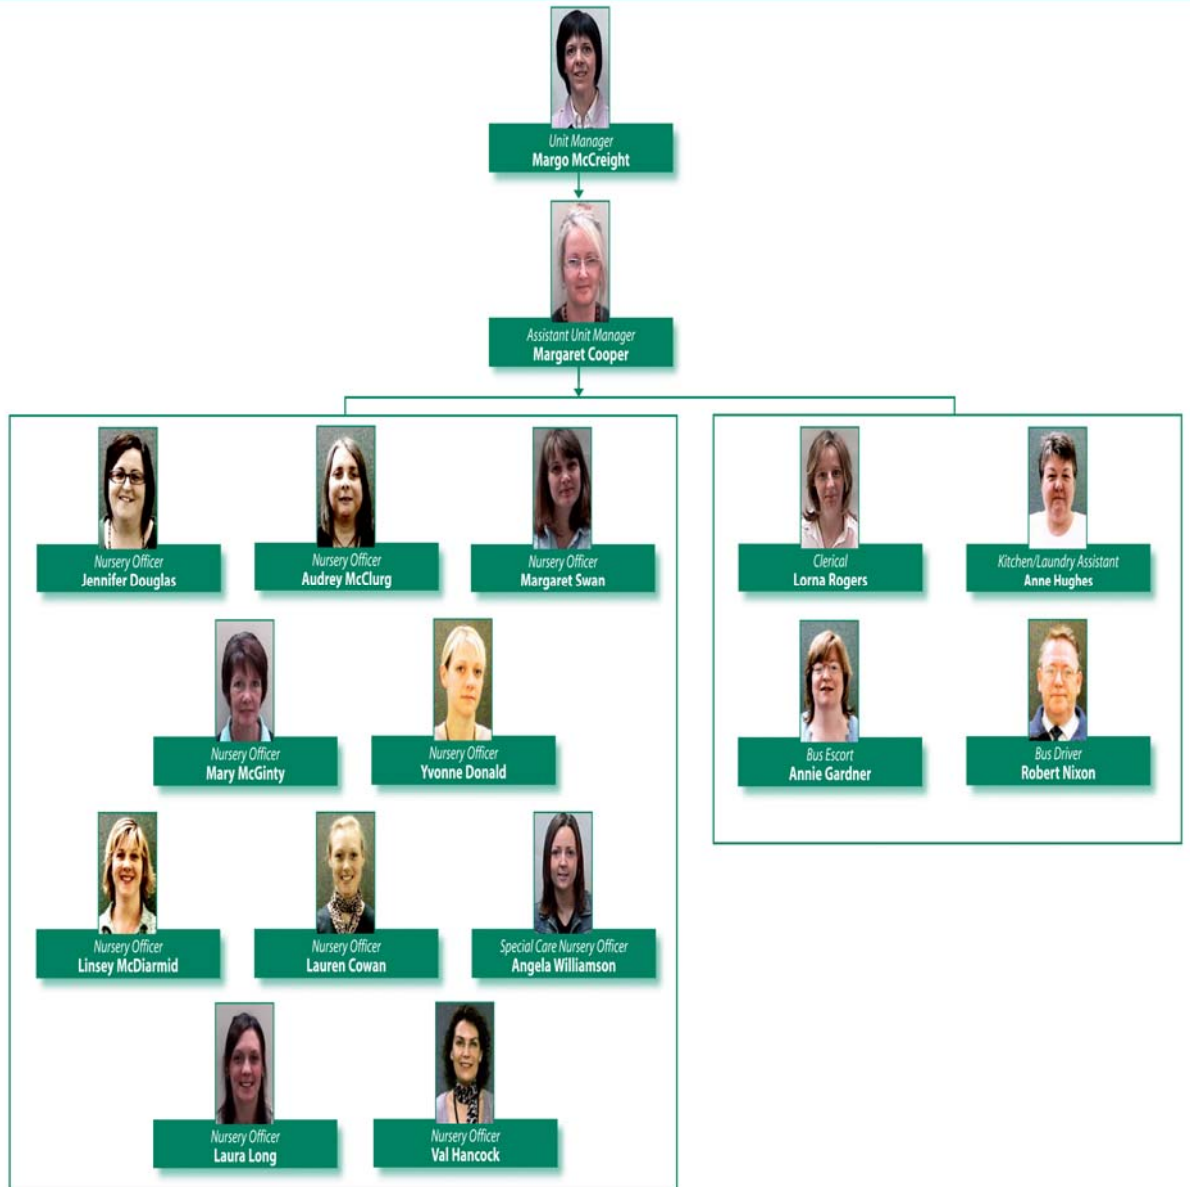 Unit Manager
Margo McCreight
Assistant Unit Manager
Margaret Cooper
Nursery Officer
Jennifer Douglas
Nursery Officer
Audrey McClurg
Nursery Officer
Margaret Swan
Nursery Officer
Mary McGinty
Nursery Officer
Yvonne Donald
Nursery Officer
Linsey McDiarmid
Nursery Officer
Lauren Cowan
Special Care Nursery Officer
Angela Williamson
Nursery Officer
Laura Long
Nursery Officer
Val Hancock
Clerical
Lorna Rogers
Kitchen/Laundry Assistant
Anne Hughes
Bus Escort
Annie Gardner
Bus Driver
Robert Nixon